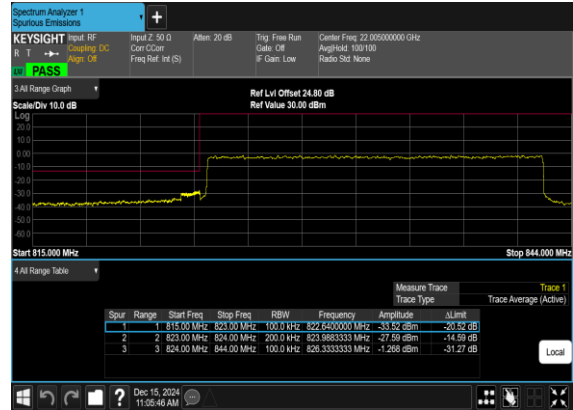 Spectrum Analyzer 1
Spurious Emissions
+
KEYSIGHT Input: RF Input Z: 50 Ω Atten: 20 dB Trig: Free Run Center Freq: 22.005000000 GHz
R T Coupling: DC Corr CCorr Gate: Off Avg|Hold: 100/100
Align: Off Freq Ref: Int (S) IF Gain: Low Radio Std: None
PASS
3 All Range Graph
Ref Lvl Offset 24.80 dB
Scale/Div 10.0 dB Ref Value 30.00 dBm
Log
20.0
10.0
0.00
-10.0
-20.0
-30.0
-40.0
-50.0
-60.0
Start 815.000 MHz Stop 844.000 MHz
4 All Range Table
Measure Trace Trace 1
Trace Type Trace Average (Active)
Spur Range Start Freq Stop Freq RBW Frequency Amplitude ΔLimit
1 1 815.00 MHz 823.00 MHz 100.0 kHz 822.6400000 MHz -33.52 dBm -20.52 dB
2 2 823.00 MHz 824.00 MHz 200.0 kHz 823.9883333 MHz -27.59 dBm -14.59 dB
3 3 824.00 MHz 844.00 MHz 100.0 kHz 826.3333333 MHz -1.268 dBm -31.27 dB
Local
?
Dec 15, 2024
11:05:46 AM